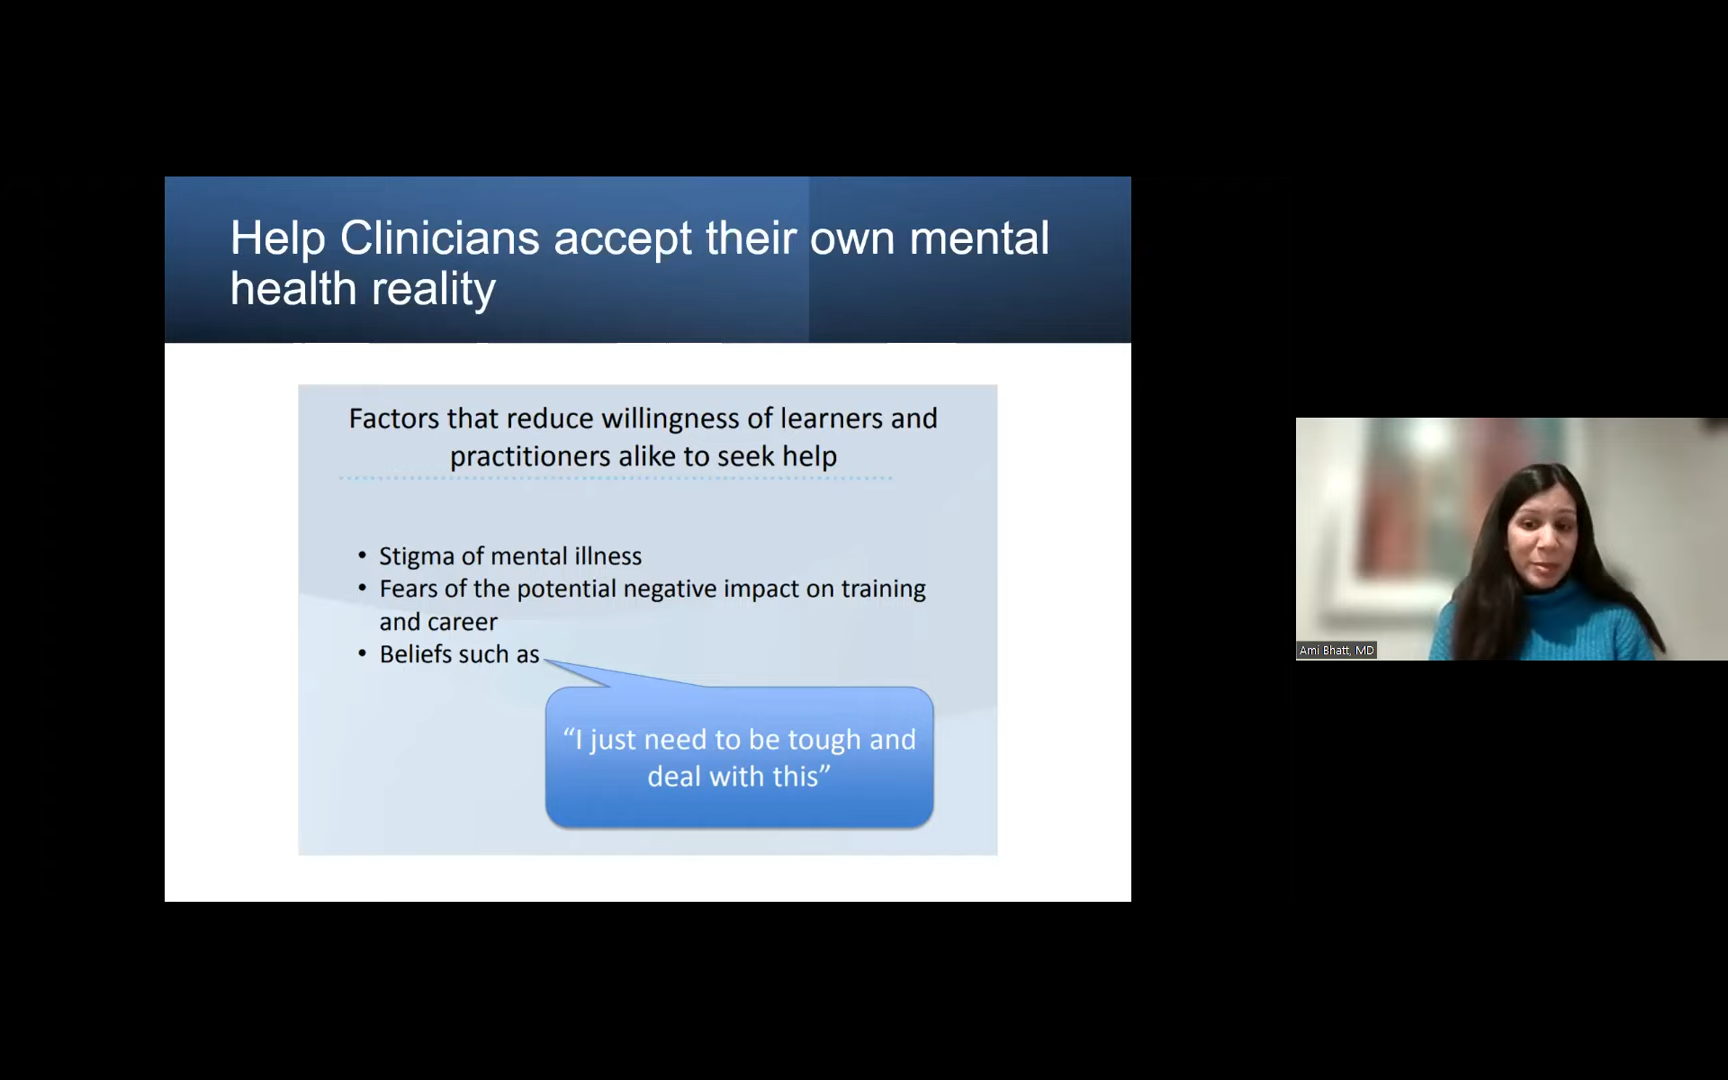 Help Clinicians accept their own mental
health reality
Factors that reduce willingness of learners and
practitioners alike to seek help
• Stigma of mental illness
• Fears of the potential negative impact on training
and career
• Beliefs such as
“I just need to be tough and
deal with this”
Ami Bhatt, MD